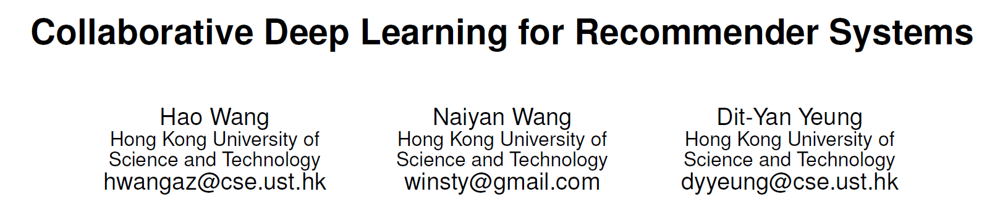 Collaborative Deep Learning for Recommender Systems
Hao Wang
Hong Kong University of
Science and Technology
hwangaz@cse.ust.hk
Naiyan Wang
Hong Kong University of
Science and Technology
winsty@gmail.com
Dit-Yan Yeung
Hong Kong University of
Science and Technology
dyyeung@cse.ust.hk